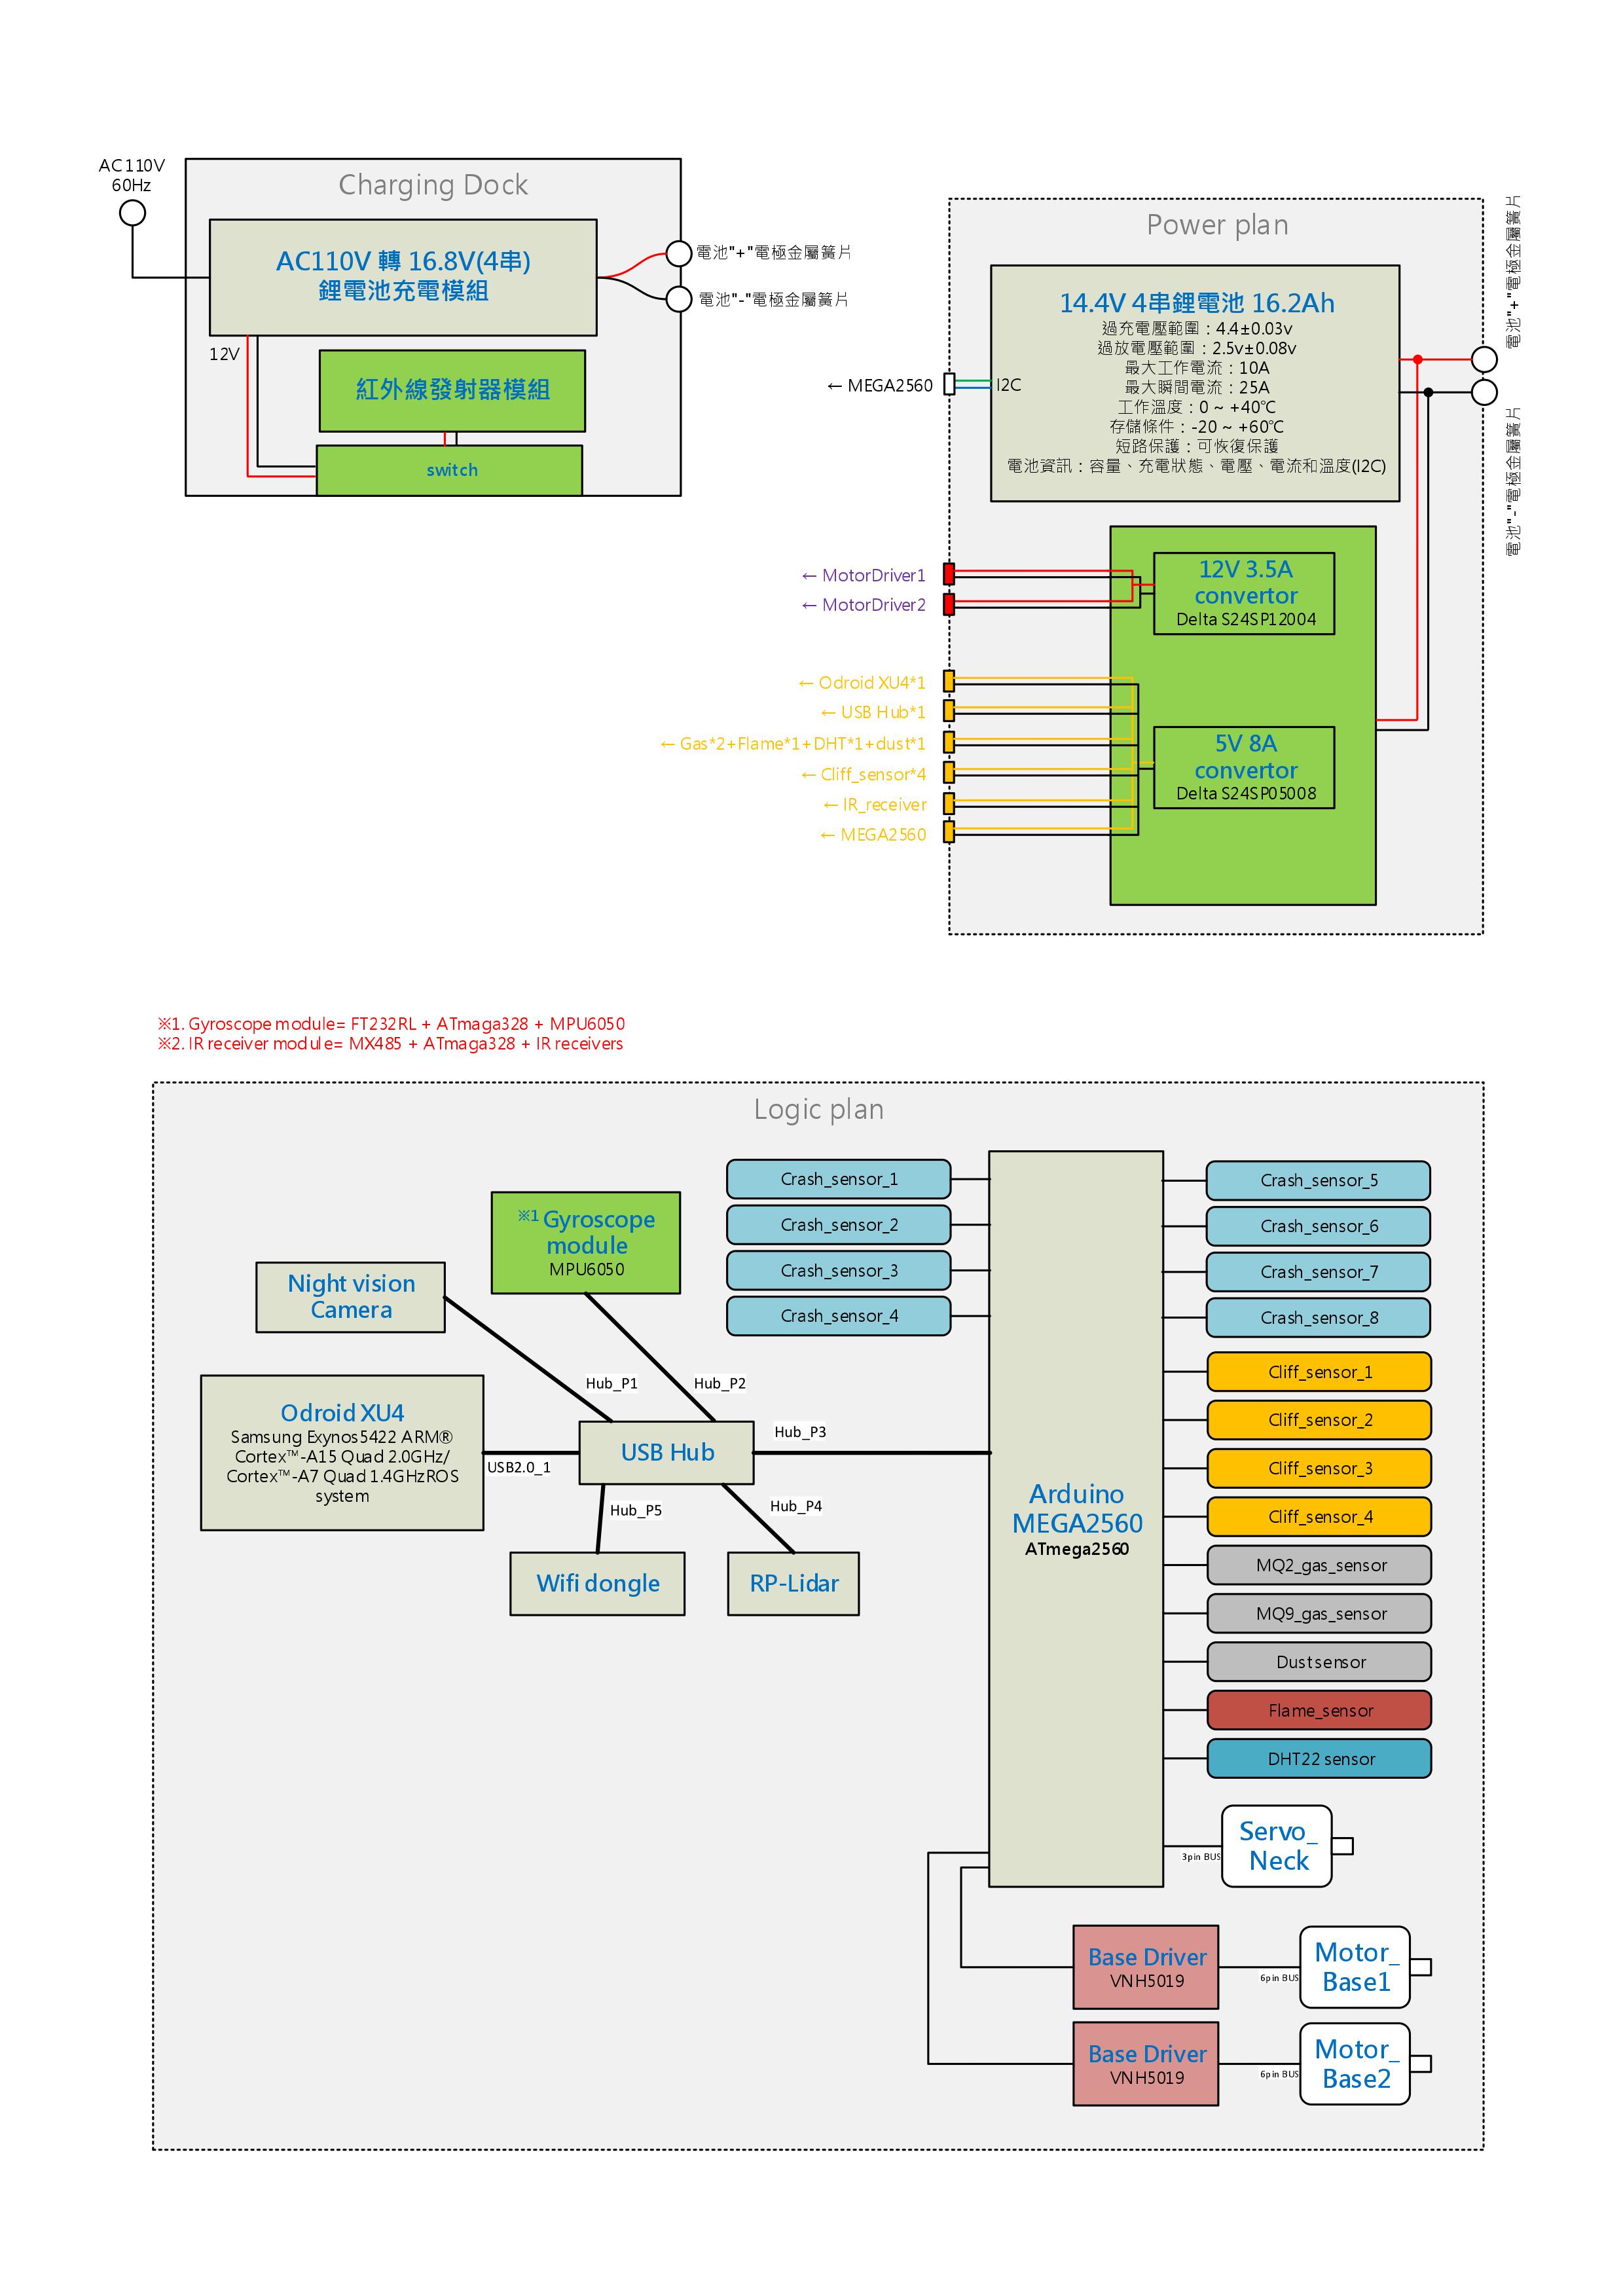 AC110V
60Hz
Charging Dock
AC110V 轉 16.8V(4串)
鋰電池充電模組
電池"+"電極金屬簧片
電池"-"電極金屬簧片
12V
紅外線發射器模組
switch
Power plan
14.4V 4串鋰電池 16.2Ah
過充電壓範圍：4.4±0.03v
過放電壓範圍：2.5v±0.08v
最大工作電流：10A
最大瞬間電流：25A
工作溫度：0 ~ +40℃
存儲條件：-20 ~ +60℃
短路保護：可恢復保護
電池資訊：容量、充電狀態、電壓、電流和溫度(I2C)
← MEGA2560
I2C
電池"+"電極金屬簧片
電池"-"電極金屬簧片
← MotorDriver1
← MotorDriver2
12V 3.5A
convertor
Delta S24SP12004
← Odroid XU4*1
← USB Hub*1
← Gas*2+Flame*1+DHT*1+dust*1
← Cliff_sensor*4
← IR_receiver
← MEGA2560
5V 8A
convertor
Delta S24SP05008
※1. Gyroscope module= FT232RL + ATmaga328 + MPU6050
※2. IR receiver module= MX485 + ATmaga328 + IR receivers
Logic plan
※1 Gyroscope
module
MPU6050
Night vision
Camera
Odroid XU4
Samsung Exynos5422 ARM®
Cortex™-A15 Quad 2.0GHz/
Cortex™-A7 Quad 1.4GHzROS
system
USB2.0_1
USB Hub
Hub_P1
Hub_P2
Hub_P3
Hub_P4
Hub_P5
Wifi dongle
RP-Lidar
Crash_sensor_1
Crash_sensor_2
Crash_sensor_3
Crash_sensor_4
Arduino
MEGA2560
ATmega2560
Crash_sensor_5
Crash_sensor_6
Crash_sensor_7
Crash_sensor_8
Cliff_sensor_1
Cliff_sensor_2
Cliff_sensor_3
Cliff_sensor_4
MQ2_gas_sensor
MQ9_gas_sensor
Dust sensor
Flame_sensor
DHT22 sensor
3pin BUS
Servo_
Neck
Base Driver
VNH5019
6pin BUS
Motor_
Base1
Base Driver
VNH5019
6pin BUS
Motor_
Base2